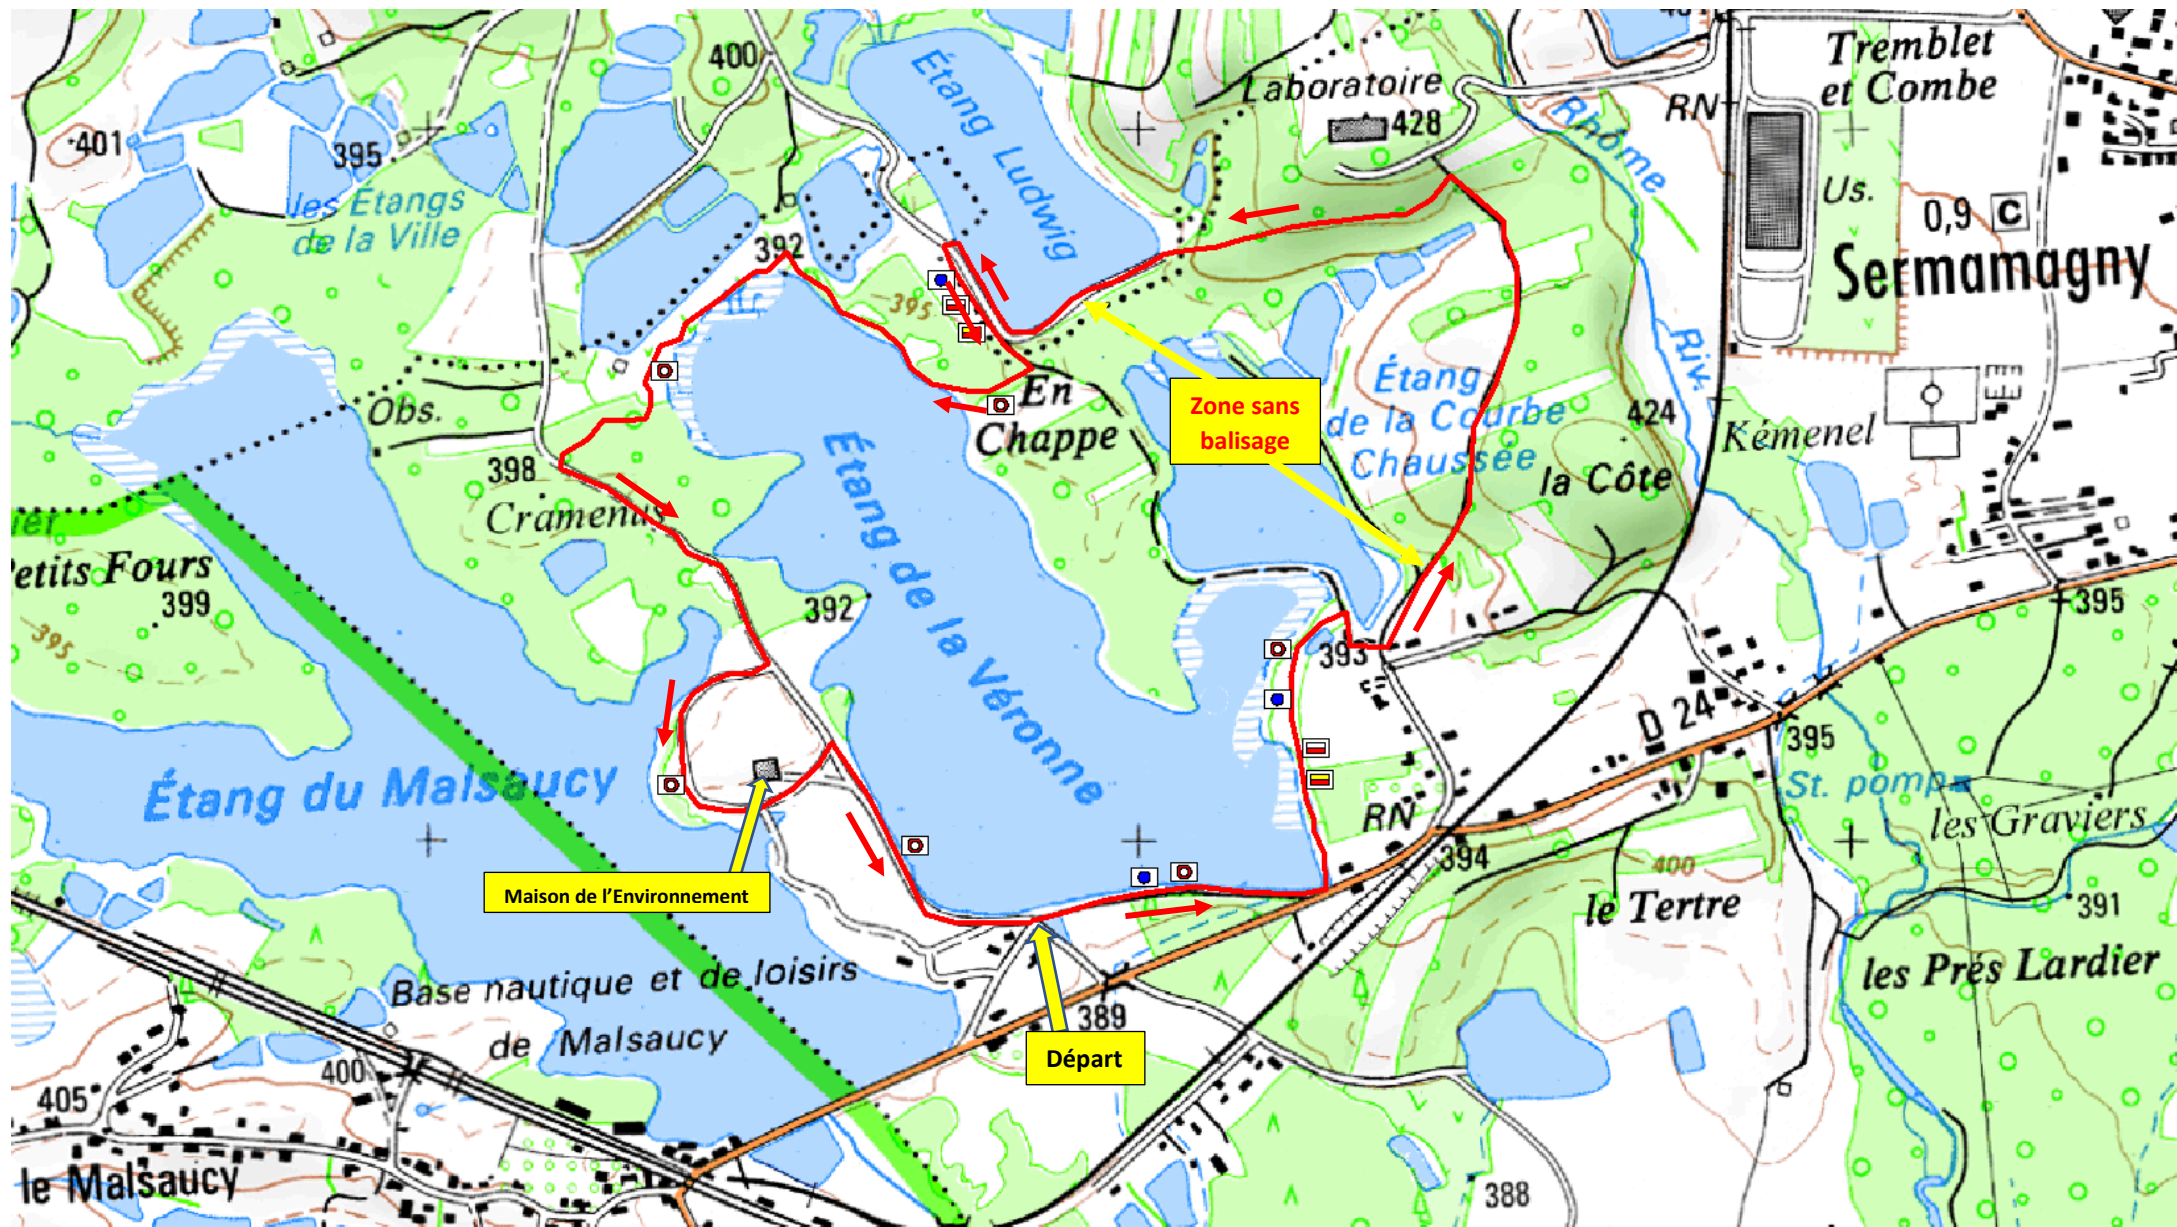 400
Étang Ludwig
Laboratoire
428
RN
Tremblet
et Combe
Rhôme
401
395
les Étangs
de la Ville
Us.
0,9 C
Sermamagny
392
395
Riv.
Obs.
En
Chappe
Zone sans
balisage
Étang
de la Courbe
Chaussée
424
Kémenel
la Côte
398
Cramenus
Étang de la Véronne
etits Fours
399
395
392
393
395
D 24
395
Étang du Malsaucy
St. pomp
les Graviers
RN
394
400
Maison de l'Environnement
le Tertre
391
les Prés Lardier
Base nautique et de loisirs
de Malsaucy
389
Départ
400
405
le Malsaucy
388